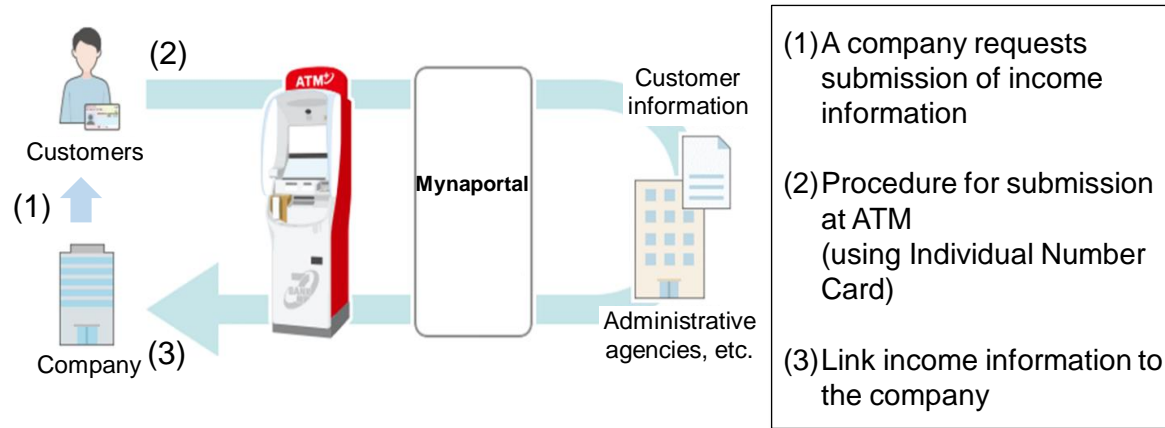 (2)
ATM+
Customer
information
Customers
Mynaportal
(1)
Company
(3)
Administrative
agencies, etc.
(1)A company requests
submission of income
information
(2)Procedure for submission
at ATM
(using Individual Number
Card)
(3)Link income information to
the company